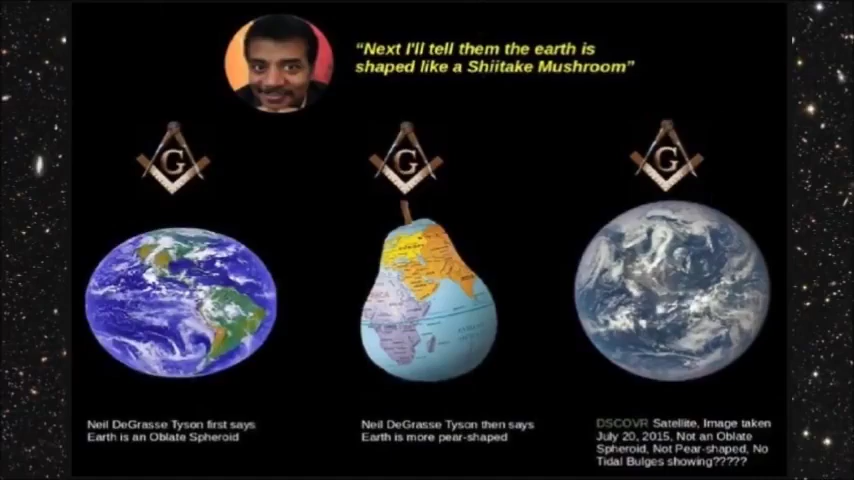 “Next I'll tell them the earth is
shaped like a Shiitake Mushroom”
G
G
G
Neil DeGrasse Tyson first says
Earth is an Oblate Spheroid
Neil DeGrasse Tyson then says
Earth is more pear-shaped
DSCOVR Satellite, Image taken
July 20, 2015, Not an Oblate
Spheroid, Not Pear-shaped, No
Tidal Bulges showing?????